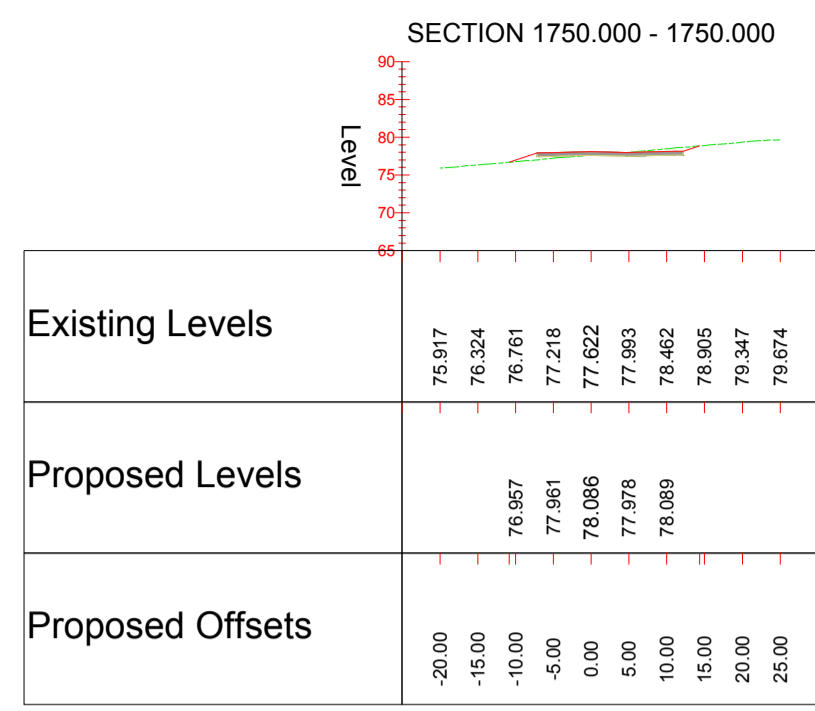 SECTION 1750.000 - 1750.000
90
85
80
75
70
65
Level
Existing Levels
75.917 76.324 76.761 77.218 77.622 77.993 78.462 78.905 79.347 79.674
Proposed Levels
76.957 77.961 78.086 77.978 78.089
Proposed Offsets
-20.00 -15.00 -10.00 -5.00 0.00 5.00 10.00 15.00 20.00 25.00